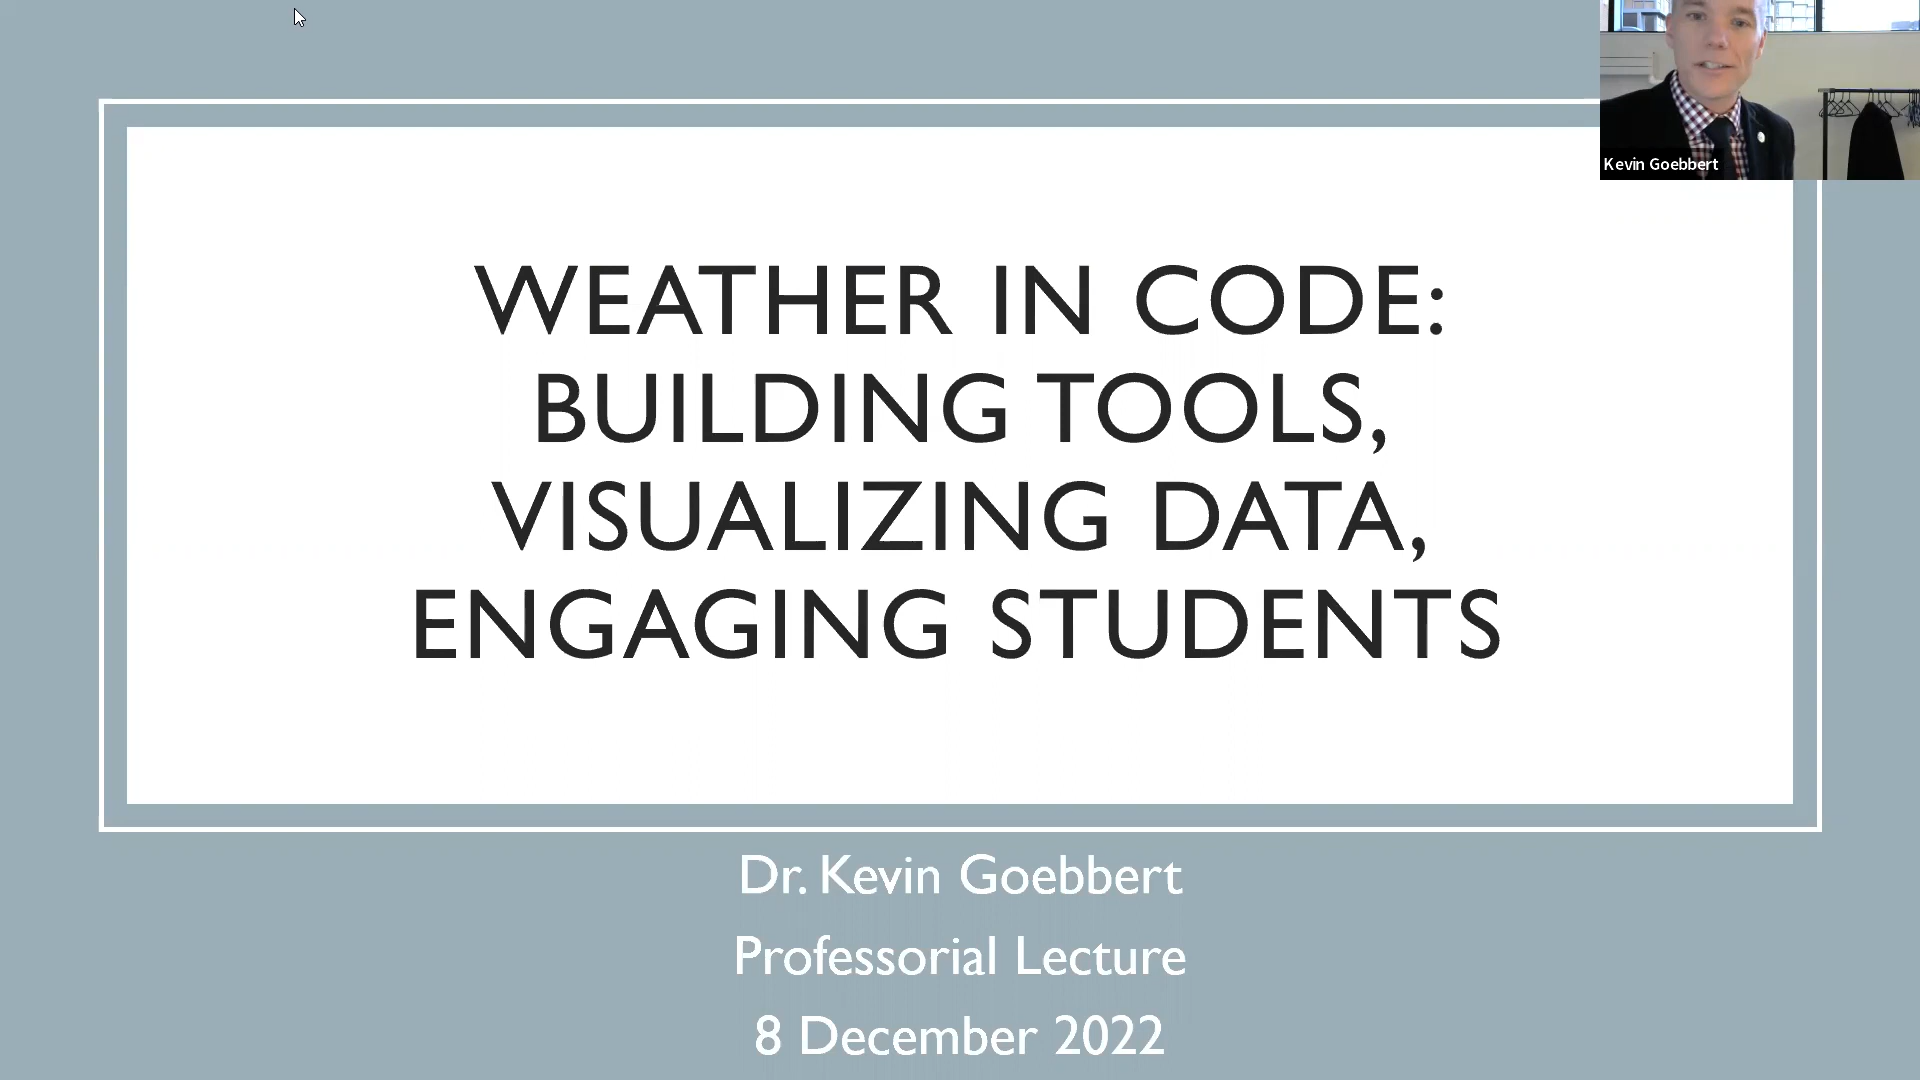 Kevin Goebbert
WEATHER IN CODE:
BUILDING TOOLS,
VISUALIZING DATA,
ENGAGING STUDENTS
Dr. Kevin Goebbert
Professorial Lecture
8 December 2022